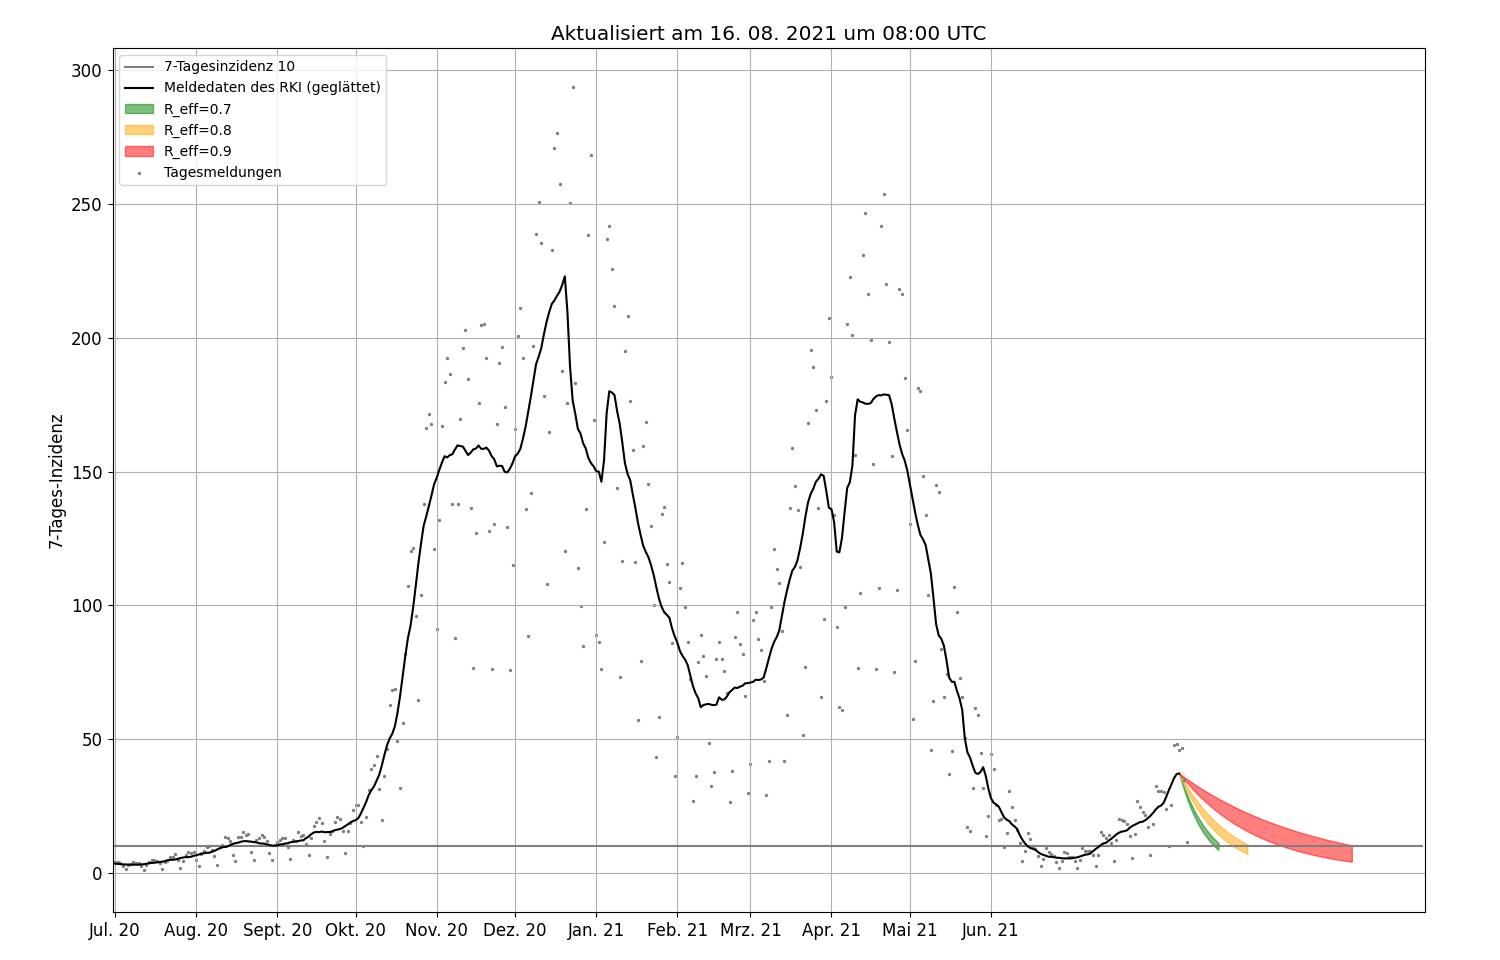 Aktualisiert am 16. 08. 2021 um 08:00 UTC
7-Tagesinzidenz 10
Meldedaten des RKI (geglättet)
R_eff=0.7
R_eff=0.8
R_eff=0.9
Tagesmeldungen
7-Tages-Inzidenz
300
250
200
150
100
50
0
Jul. 20 Aug. 20 Sept. 20 Okt. 20 Nov. 20 Dez. 20 Jan. 21 Feb. 21 Mrz. 21 Apr. 21 Mai 21 Jun. 21